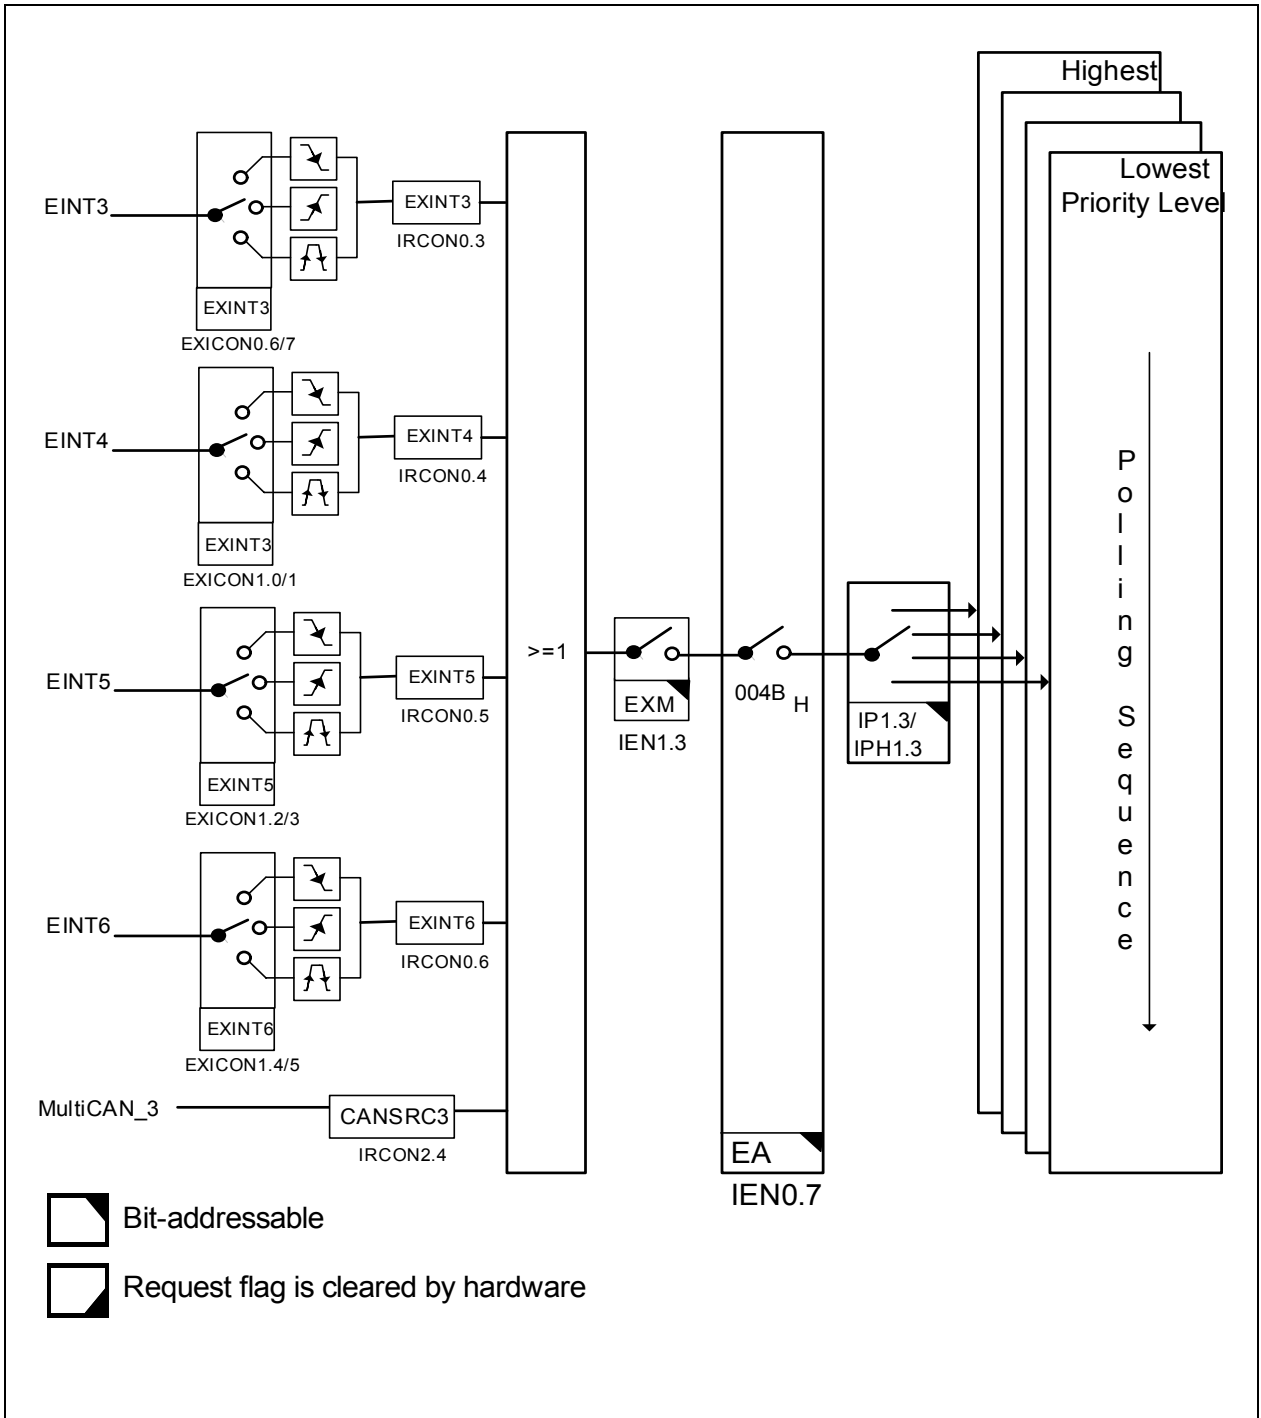 Highest
Lowest
Priority Level
EINT3
EXINT3
IRCON0.3
EXINT3
EXICON0.6/7
EINT4
EXINT4
IRCON0.4
EXINT3
EXICON1.0/1
EINT5
EXINT5
IRCON0.5
EXINT5
EXICON1.2/3
EINT6
EXINT6
IRCON0.6
EXINT6
EXICON1.4/5
MultiCAN_3
CANSRC3
IRCON2.4
>=1
EXM
IEN1.3
004B H
EA
IEN0.7
IP1.3/
IPH1.3
Polling Sequence
Bit-addressable
Request flag is cleared by hardware